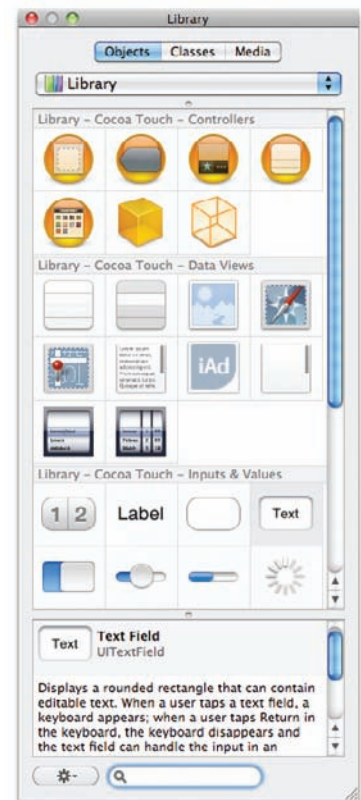 Library
Objects Classes Media
Library
Library – Cocoa Touch – Controllers
Library – Cocoa Touch – Data Views
iAd
Library – Cocoa Touch – Inputs & Values
1 2 Label Text
Text Text Field
UITextField
Displays a rounded rectangle that can contain
editable text. When a user taps a text field, a
keyboard appears; when a user taps Return in
the keyboard, the keyboard disappears and
the text field can handle the input in an